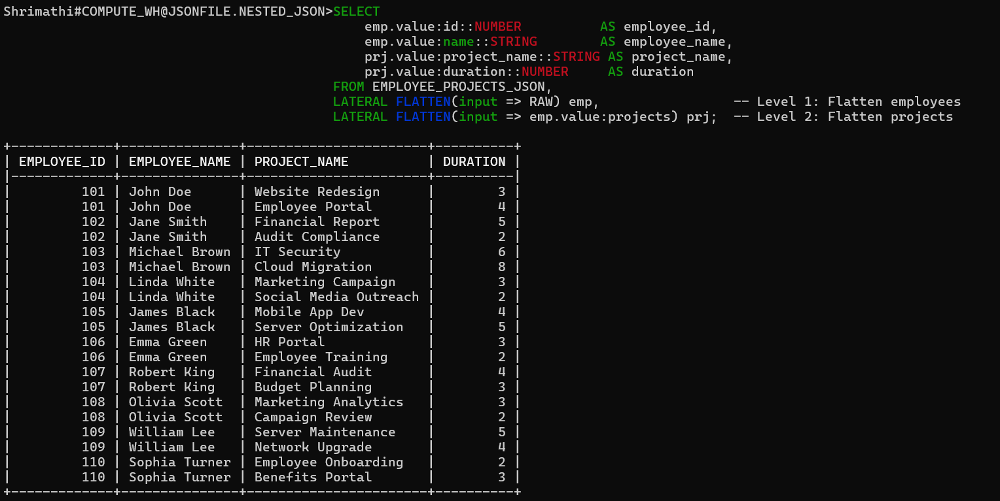 Shrimathi#COMPUTE_WH@JSONFILE.NESTED_JSON>SELECT
                                              emp.value:id::NUMBER          AS employee_id,
                                              emp.value:name::STRING        AS employee_name,
                                              prj.value:project_name::STRING AS project_name,
                                              prj.value:duration::NUMBER     AS duration
                                          FROM EMPLOYEE_PROJECTS_JSON,
                                          LATERAL FLATTEN(input => RAW) emp,                 -- Level 1: Flatten employees
                                          LATERAL FLATTEN(input => emp.value:projects) prj;  -- Level 2: Flatten projects
+-------------+---------------+-----------------------+----------+
| EMPLOYEE_ID | EMPLOYEE_NAME | PROJECT_NAME          | DURATION |
|-------------+---------------+-----------------------+----------|
|         101 | John Doe      | Website Redesign      |        3 |
|         101 | John Doe      | Employee Portal       |        4 |
|         102 | Jane Smith    | Financial Report      |        5 |
|         102 | Jane Smith    | Audit Compliance      |        2 |
|         103 | Michael Brown | IT Security           |        6 |
|         103 | Michael Brown | Cloud Migration       |        8 |
|         104 | Linda White   | Marketing Campaign    |        3 |
|         104 | Linda White   | Social Media Outreach |        2 |
|         105 | James Black   | Mobile App Dev        |        4 |
|         105 | James Black   | Server Optimization   |        5 |
|         106 | Emma Green    | HR Portal             |        3 |
|         106 | Emma Green    | Employee Training     |        2 |
|         107 | Robert King   | Financial Audit       |        4 |
|         107 | Robert King   | Budget Planning       |        3 |
|         108 | Olivia Scott  | Marketing Analytics   |        3 |
|         108 | Olivia Scott  | Campaign Review       |        2 |
|         109 | William Lee   | Server Maintenance    |        5 |
|         109 | William Lee   | Network Upgrade       |        4 |
|         110 | Sophia Turner | Employee Onboarding   |        2 |
|         110 | Sophia Turner | Benefits Portal       |        3 |
+-------------+---------------+-----------------------+----------+